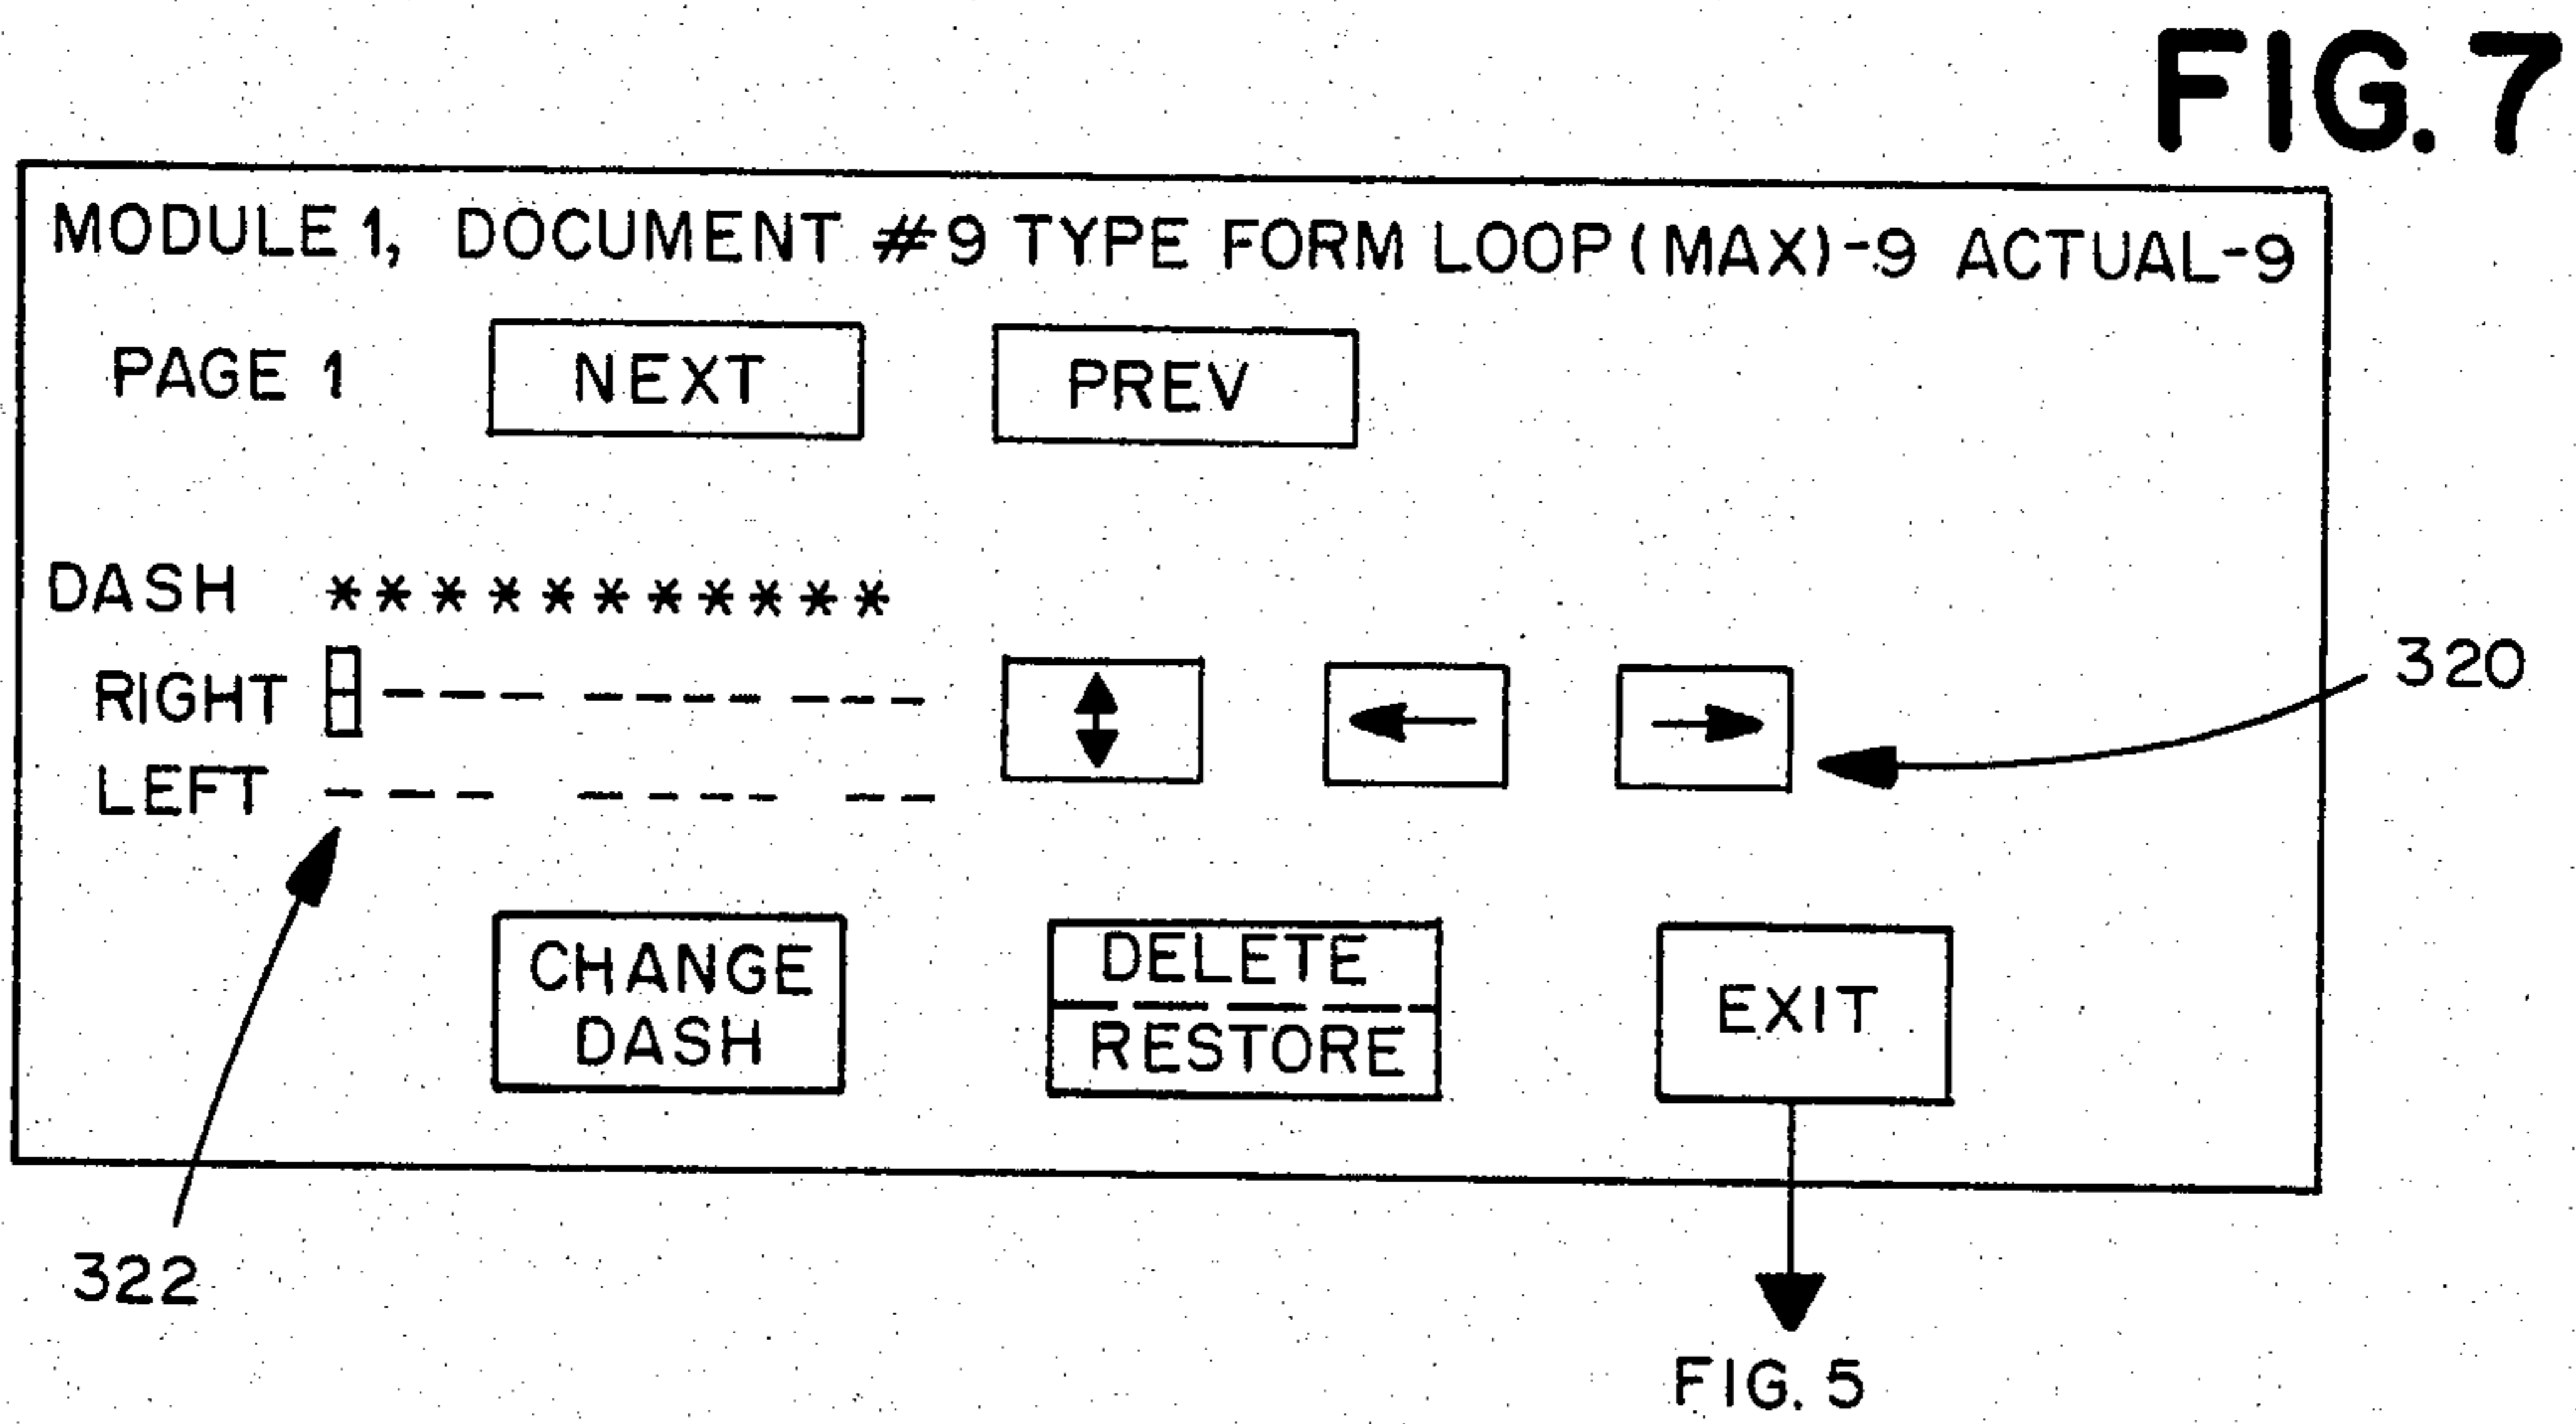 FIG. 7
MODULE 1, DOCUMENT #9 TYPE FORM LOOP (MAX)-9 ACTUAL-9
PAGE 1 NEXT PREV
DASH ***********
RIGHT - --- ---- ---
320
LEFT --- ---- --
CHANGE
DASH
DELETE
RESTORE
EXIT
322
FIG. 5